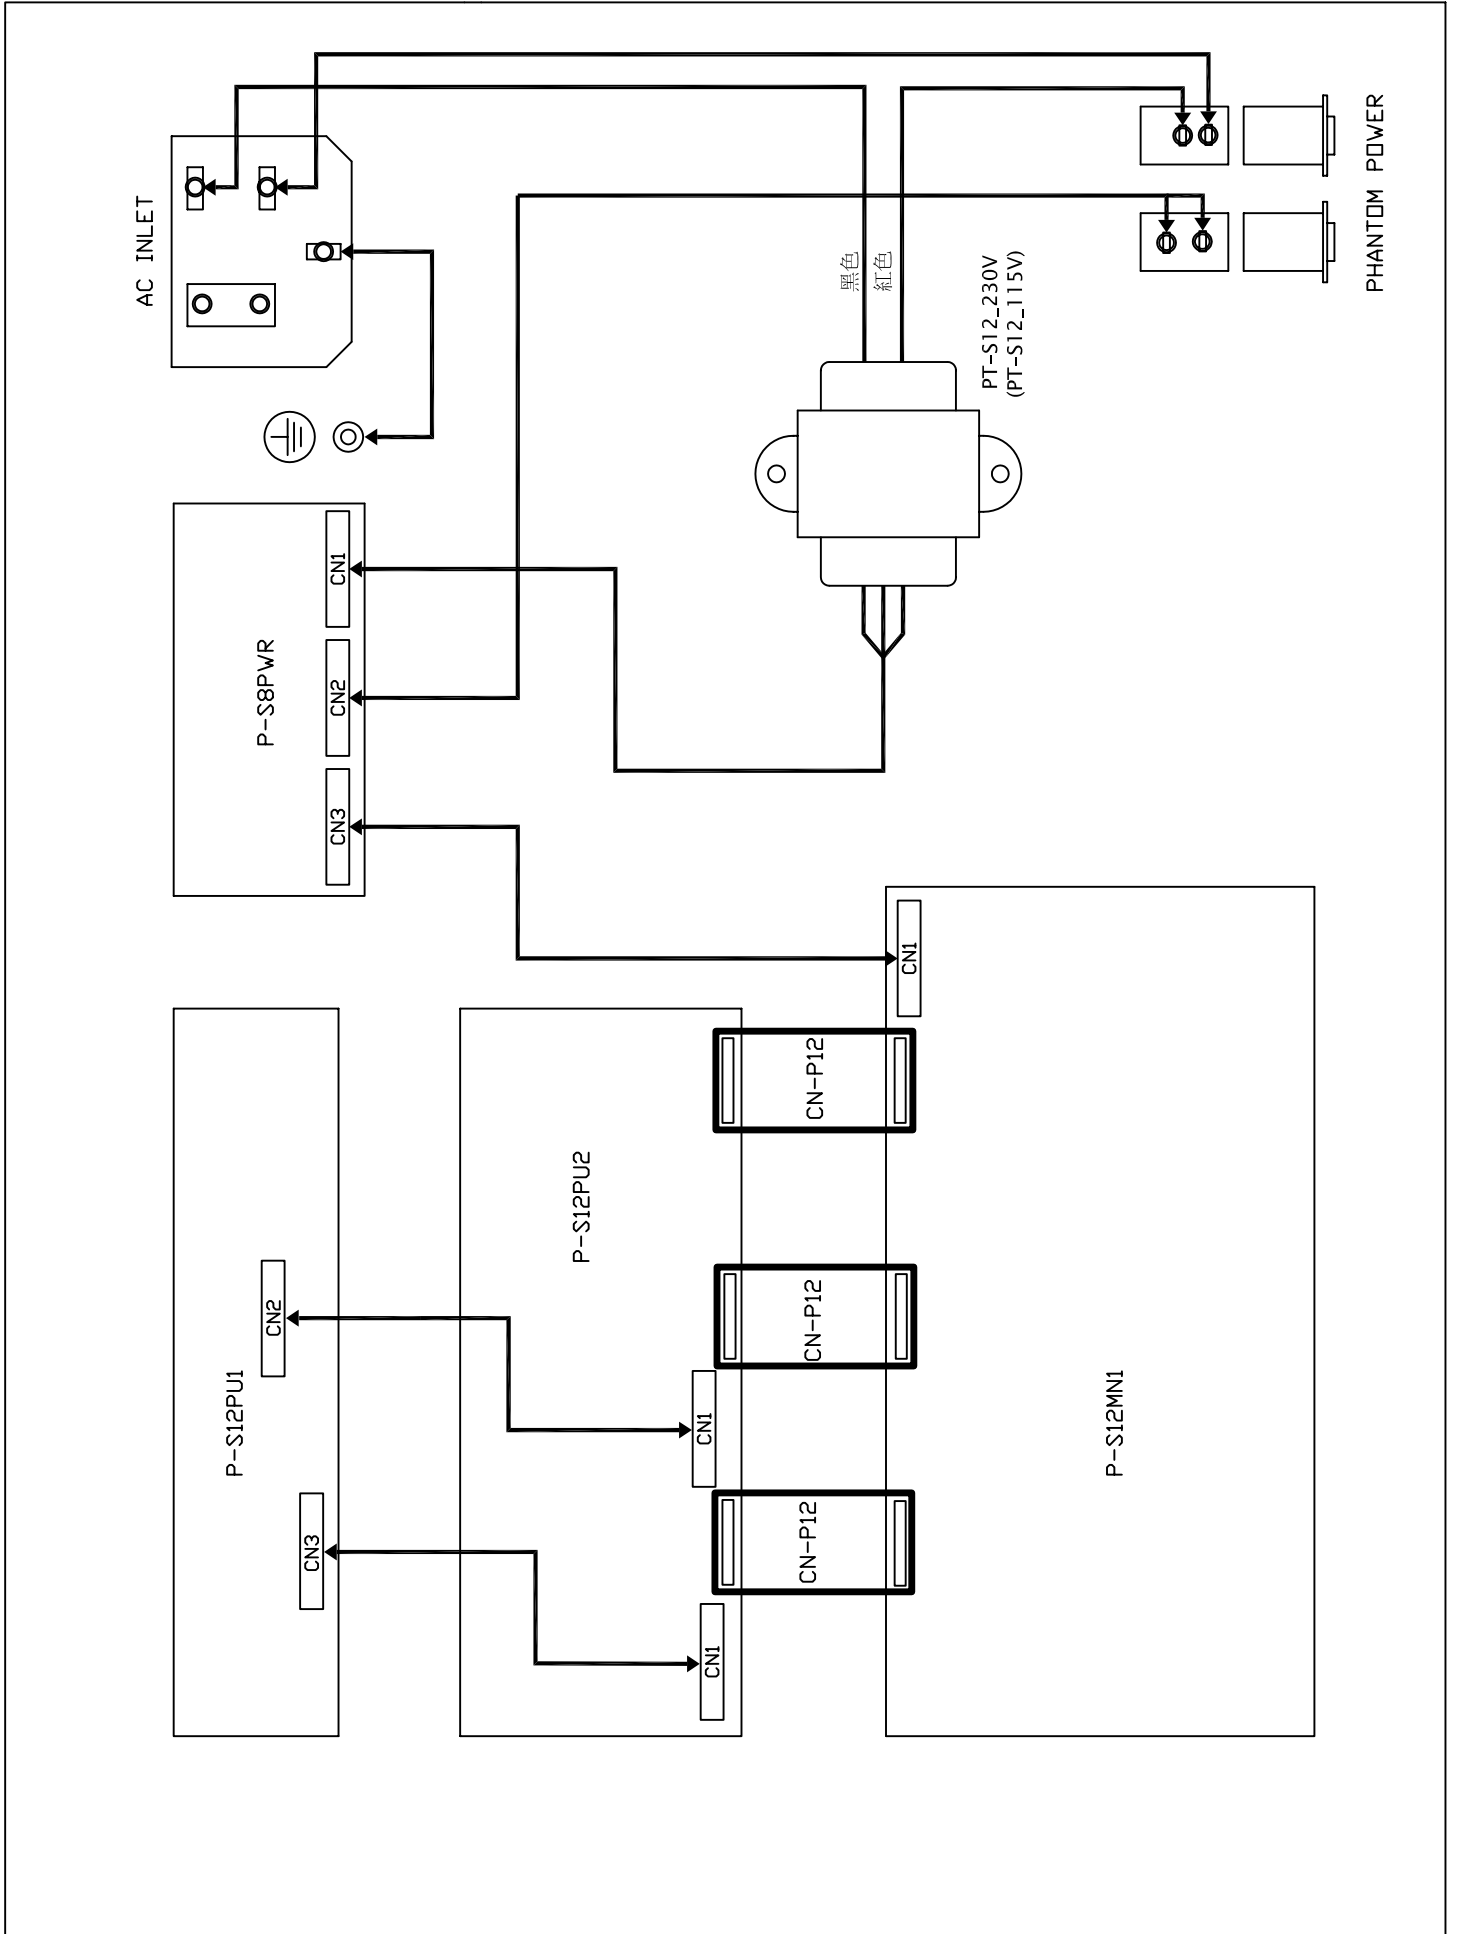 AC INLET
PHANTOM POWER
黑色
紅色
PT-S12_230V
(PT-S12_115V)
P-S8PWR
CN1
CN2
CN3
CN1
P-S12PU1
CN2
CN3
P-S12PU2
CN1
CN1
CN-P12
CN-P12
CN-P12
P-S12MN1